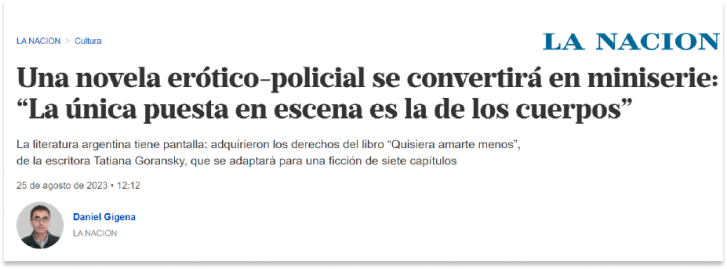 LA NACION > Cultura
LA NACION
Una novela erótico-policial se convertirá en miniserie:
“La única puesta en escena es la de los cuerpos”
La literatura argentina tiene pantalla: adquirieron los derechos del libro “Quisiera amarte menos”,
de la escritora Tatiana Goransky, que se adaptará para una ficción de siete capítulos
25 de agosto de 2023 • 12:12
Daniel Gigena
LA NACION